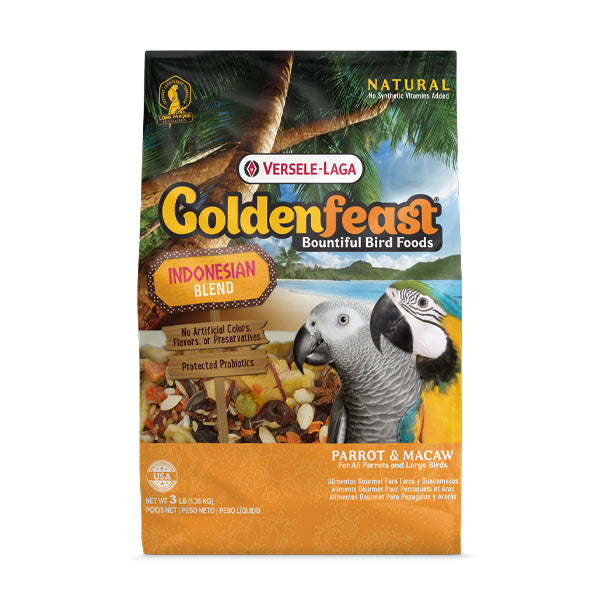 NATURAL
No Synthetic Vitamins Added
LORO PARQUE
VERSELE-LAGA
Goldenfeast®
Bountiful Bird Foods
INDONESIAN
BLEND
No Artificial Colors,
Flavors, or Preservatives
Protected Probiotics
PARROT & MACAW
For All Parrots and Large Birds
Alimentos Gourmet Para Loros y Guacamayos
Aliments Gourmet Pour Perroquets et Aras
Alimentos Gourmet Para Papagaios y Araras
USA
NET WT 3 LB (1.36 KG)
POIDS NET | PESO NETO | PESO LÍQUIDO